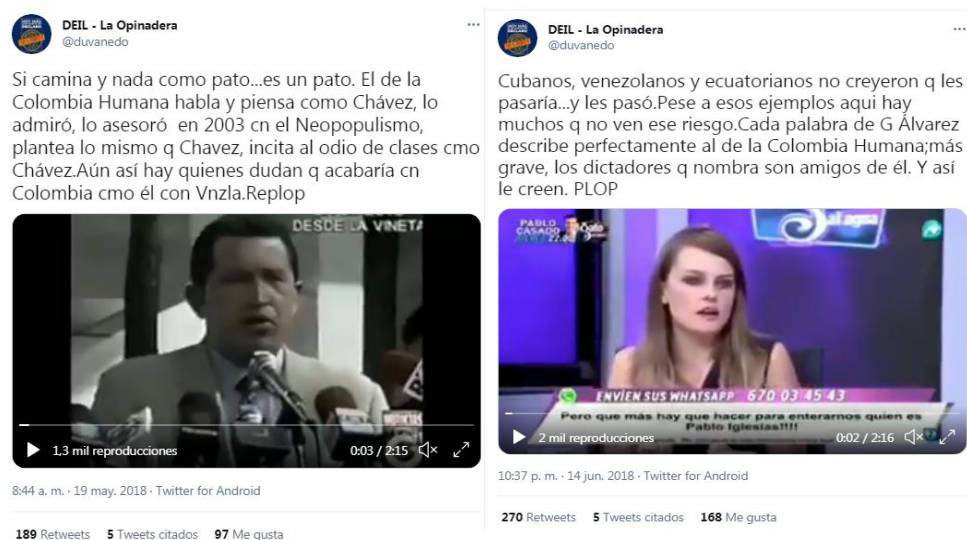 DEIL - La Opinadera
@duvanedo
Si camina y nada como pato...es un pato. El de la
Colombia Humana habla y piensa como Chávez, lo
admiró, lo asesoró en 2003 cn el Neopopulismo,
plantea lo mismo q Chavez, incita al odio de clases cmo
Chávez.Aún así hay quienes dudan q acabaría cn
Colombia cmo él con Vnzla.Replop
DESDE LA VIÑETA
1,3 mil reproducciones
0:03 / 2:15
8:44 a. m. · 19 may. 2018 · Twitter for Android
189 Retweets 5 Tweets citados 97 Me gusta
DEIL - La Opinadera
@duvanedo
Cubanos, venezolanos y ecuatorianos no creyeron q les
pasaría...y les pasó.Pese a esos ejemplos aqui hay
muchos q no ven ese riesgo.Cada palabra de G Álvarez
describe perfectamente al de la Colombia Humana;más
grave, los dictadores q nombra son amigos de él. Y así
le creen. PLOP
PABLO
CASADO
22:00
al agua
ENVÍEN SUS WHATSAPP 670 03 45 43
Pero que más hay que hacer para enterarnos quien es
Pablo Iglesias!!!!
2 mil reproducciones
0:02 / 2:16
10:37 p. m. · 14 jun. 2018 · Twitter for Android
270 Retweets 5 Tweets citados 168 Me gusta